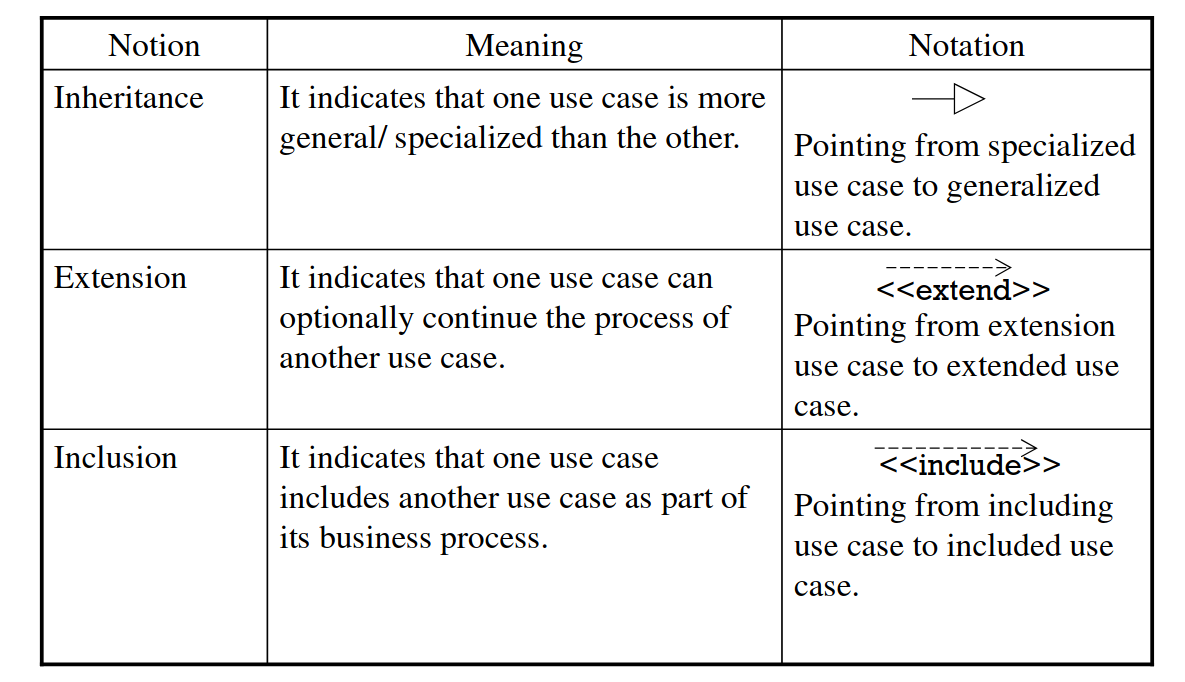 Notion
Meaning
Notation
Inheritance
It indicates that one use case is more
general/ specialized than the other.
Pointing from specialized
use case to generalized
use case.
Extension
It indicates that one use case can
optionally continue the process of
another use case.
<<extend>>
Pointing from extension
use case to extended use
case.
Inclusion
It indicates that one use case
includes another use case as part of
its business process.
<<include>>
Pointing from including
use case to included use
case.